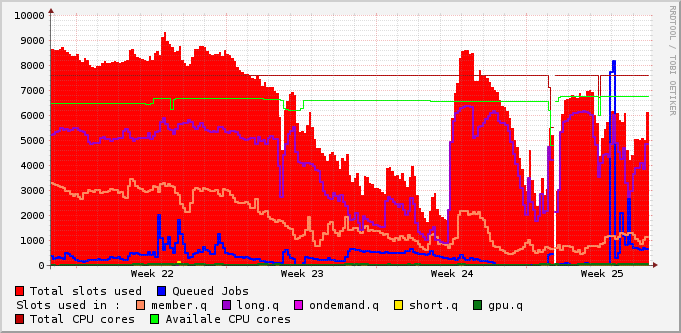 10000
9000
8000
7000
6000
5000
4000
3000
2000
1000
0
Week 22 Week 23 Week 24 Week 25
Total slots used Queued Jobs
Slots used in : member.q long.q ondemand.q short.q gpu.q
Total CPU cores Availale CPU cores
RRDTOOL / TOBI OETIKER